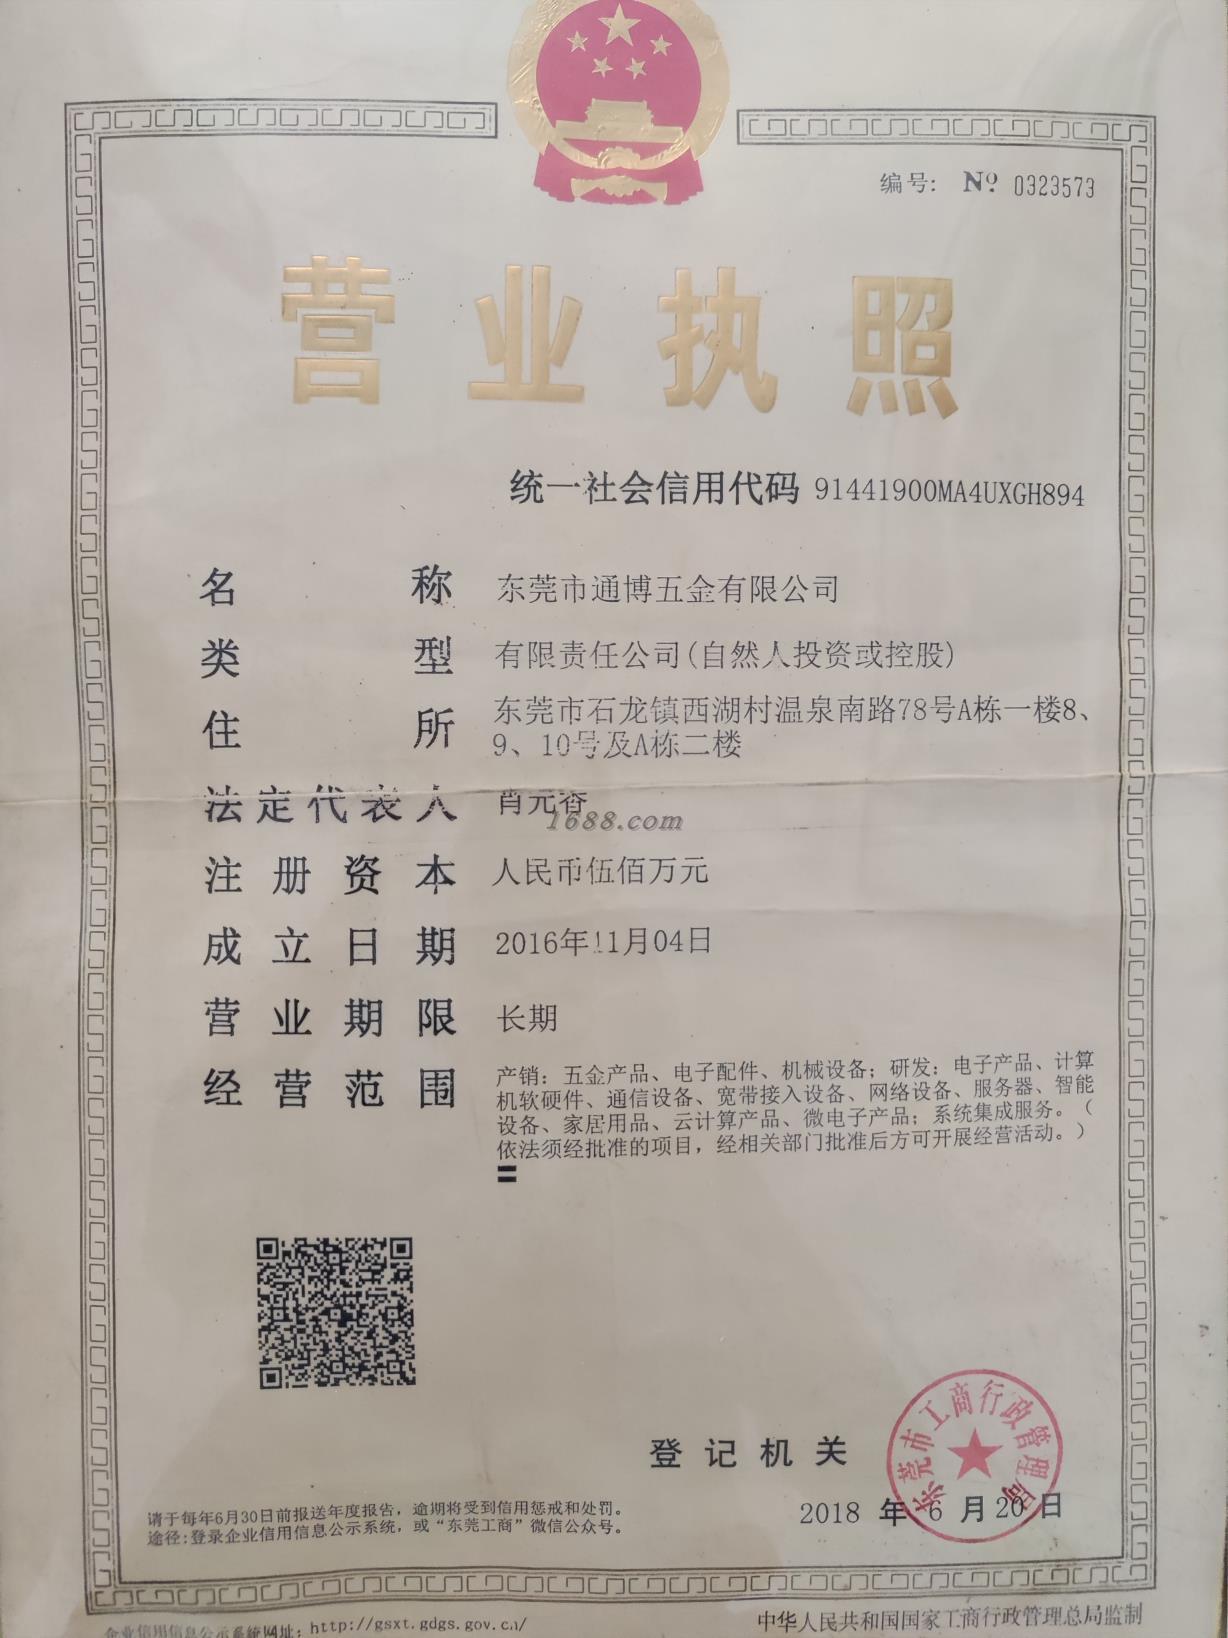 编号: No 0323573
营业执照
统一社会信用代码 91441900MA4UXGH894
名称 东莞市通博五金有限公司
类型 有限责任公司(自然人投资或控股)
住所 东莞市石龙镇西湖村温泉南路78号A栋一楼8、
9、10号及A栋二楼
法定代表人 肖元香
1688.com
注册资本 人民币伍佰万元
成立日期 2016年11月04日
营业期限 长期
经营范围 产销：五金产品、电子配件、机械设备；研发：电子产品、计算
机软硬件、通信设备、宽带接入设备、网络设备、服务器、智能
设备、家居用品、云计算产品、微电子产品；系统集成服务。（
依法须经批准的项目，经相关部门批准后方可开展经营活动。）
东莞市工商行政管理局
登记机关
2018 年 6 月 20 日
请于每年6月30日前报送年度报告，逾期将受到信用惩戒和处罚。
途径:登录企业信用信息公示系统，或“东莞工商”微信公众号。
企业信用信息公示系统网址: http://gsxt.gdgs.gov.cn/
中华人民共和国国家工商行政管理总局监制